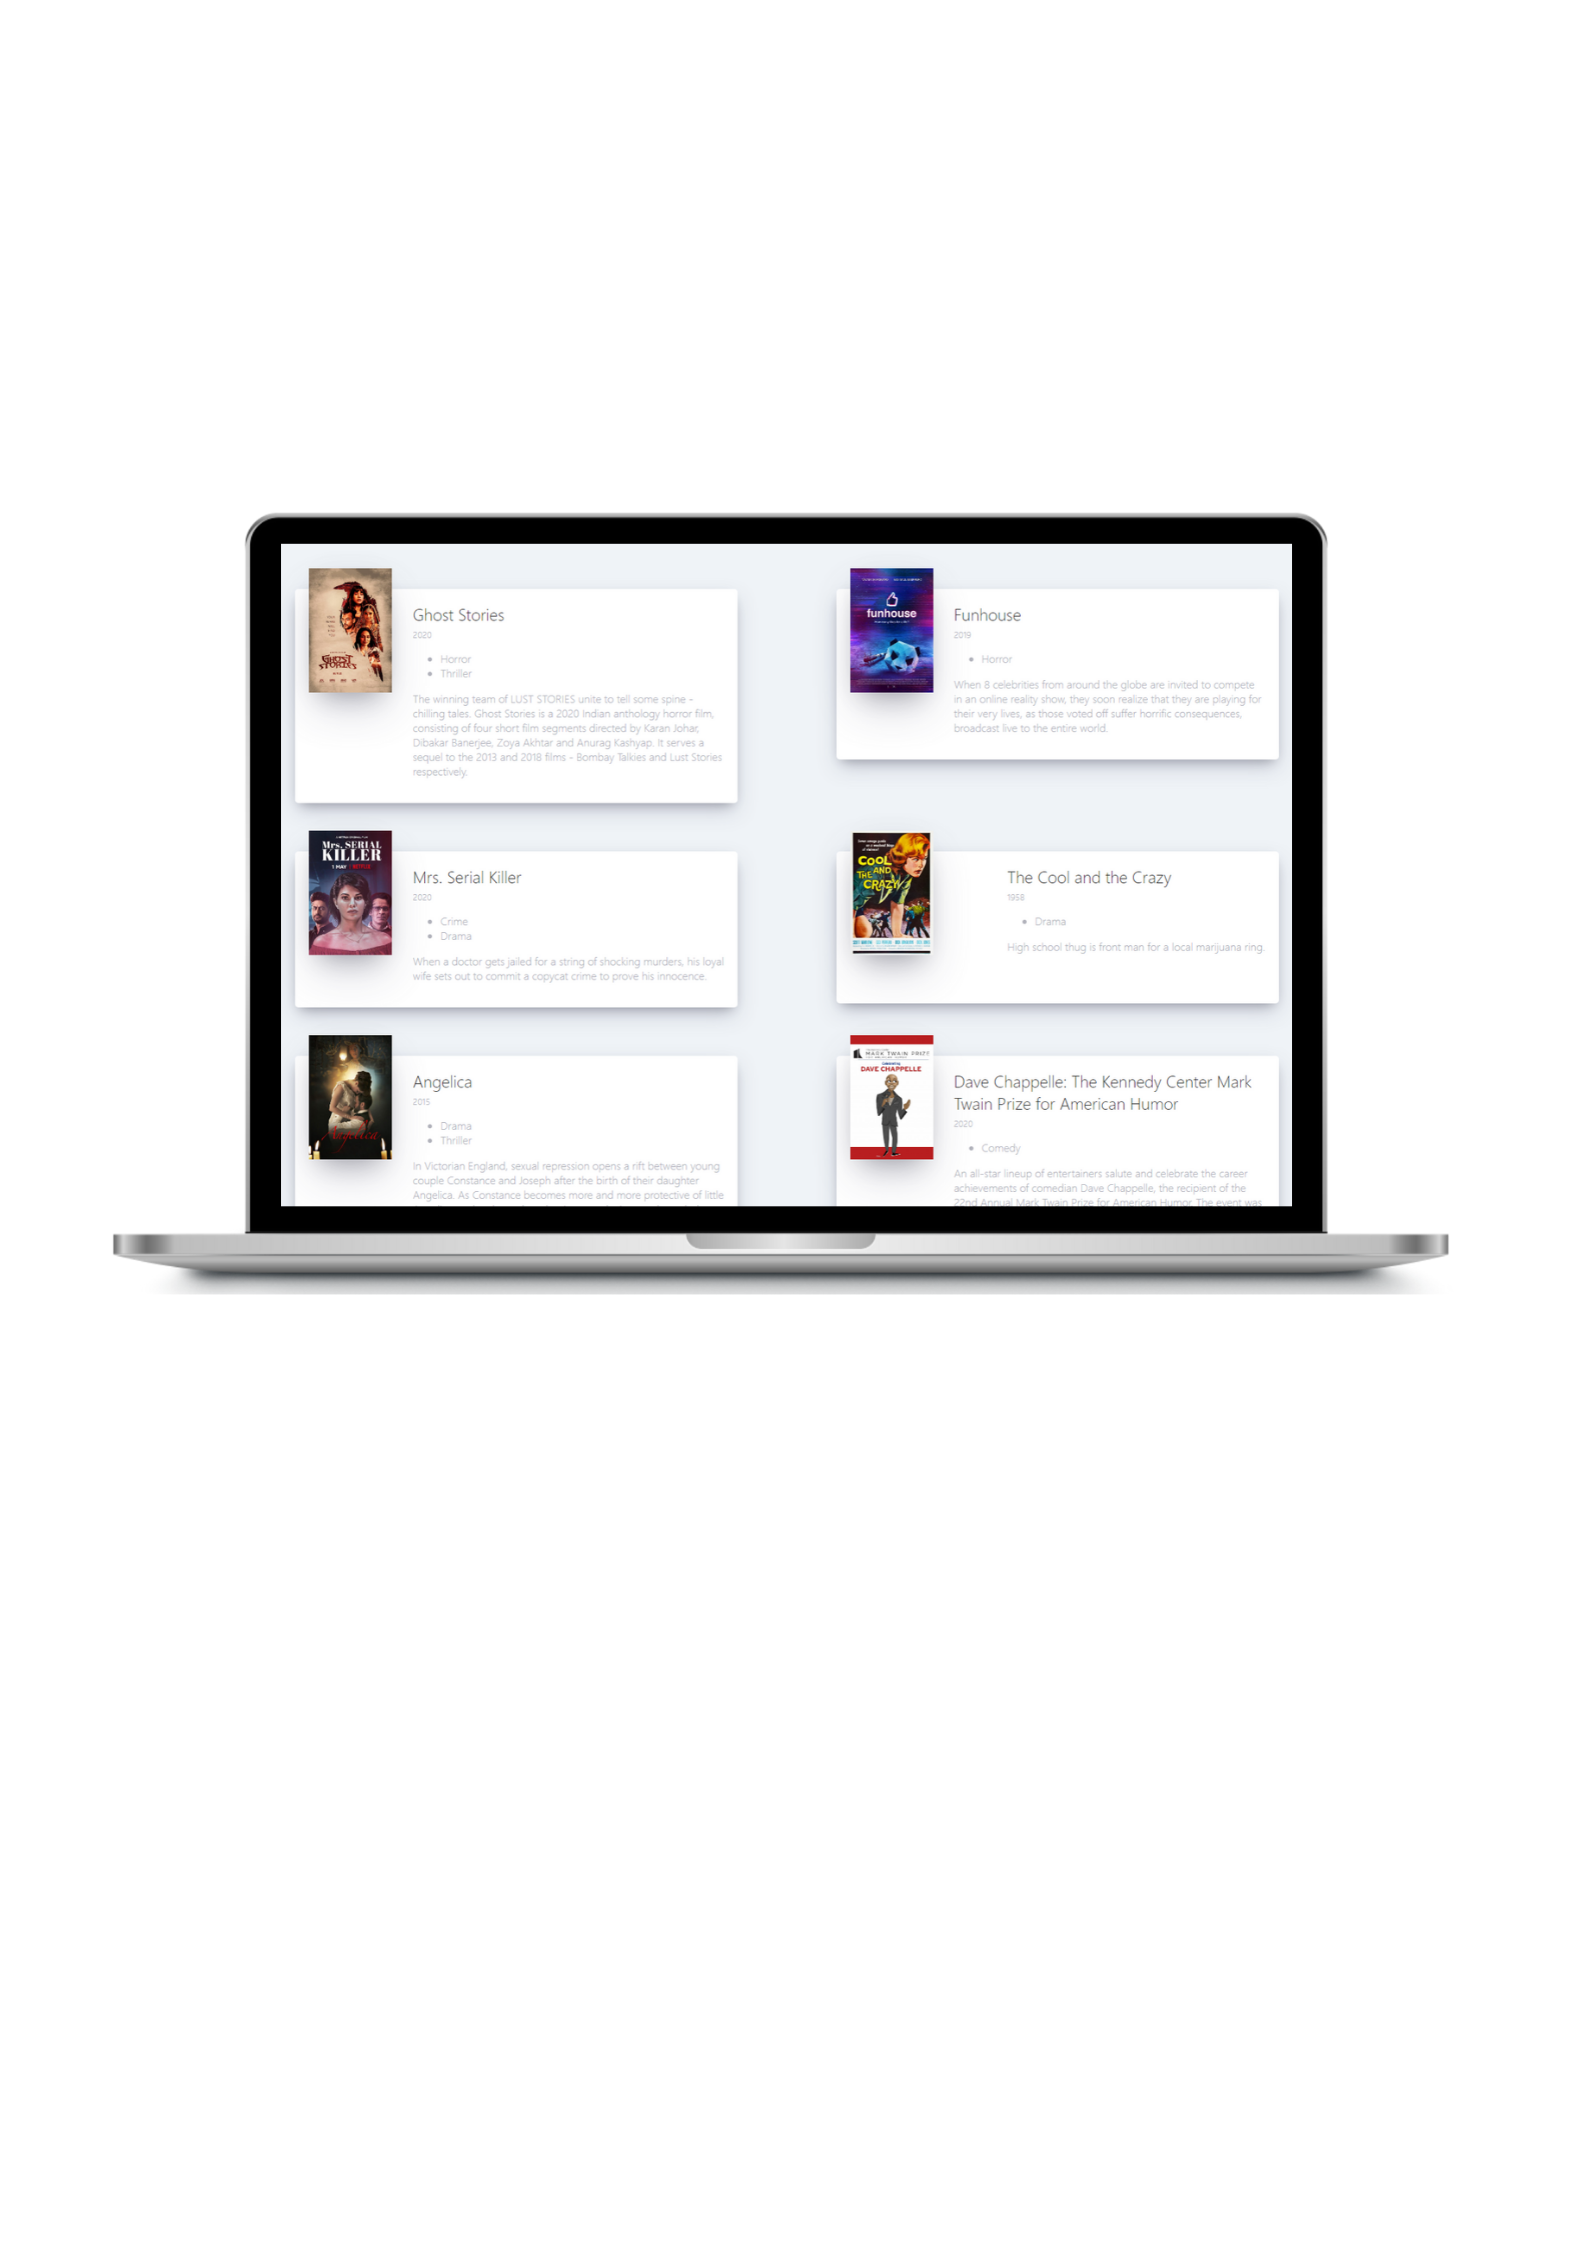 Ghost Stories
2020
Horror
Thriller
The winning team of LUST STORIES unite to tell some spine -
chilling tales. Ghost Stories is a 2020 Indian anthology horror film,
consisting of four short film segments directed by Karan Johar,
Dibakar Banerjee, Zoya Akhtar and Anurag Kashyap. It serves a
sequel to the 2013 and 2018 films - Bombay Talkies and Lust Stories
respectively.
GHOST
STORIES
funhouse
Funhouse
2019
Horror
When 8 celebrities from around the globe are invited to compete
in an online reality show, they soon realize that they are playing for
their very lives, as those voted off suffer horrific consequences,
broadcast live to the entire world.
Mrs. SERIAL
KILLER
1 MAY NETFLIX
Mrs. Serial Killer
2020
Crime
Drama
When a doctor gets jailed for a string of shocking murders, his loyal
wife sets out to commit a copycat crime to prove his innocence.
COOL
AND
THE
CRAZY
The Cool and the Crazy
1958
Drama
High school thug is front man for a local marijuana ring.
Angelica
Angelica
2015
Drama
Thriller
In Victorian England, sexual repression opens a rift between young
couple Constance and Joseph after the birth of their daughter
Angelica. As Constance becomes more and more protective of little
MARK TWAIN PRIZE
DAVE CHAPPELLE
Dave Chappelle: The Kennedy Center Mark
Twain Prize for American Humor
2020
Comedy
An all-star lineup of entertainers salute and celebrate the career
achievements of comedian Dave Chappelle, the recipient of the
22nd Annual Mark Twain Prize for American Humor. The event was